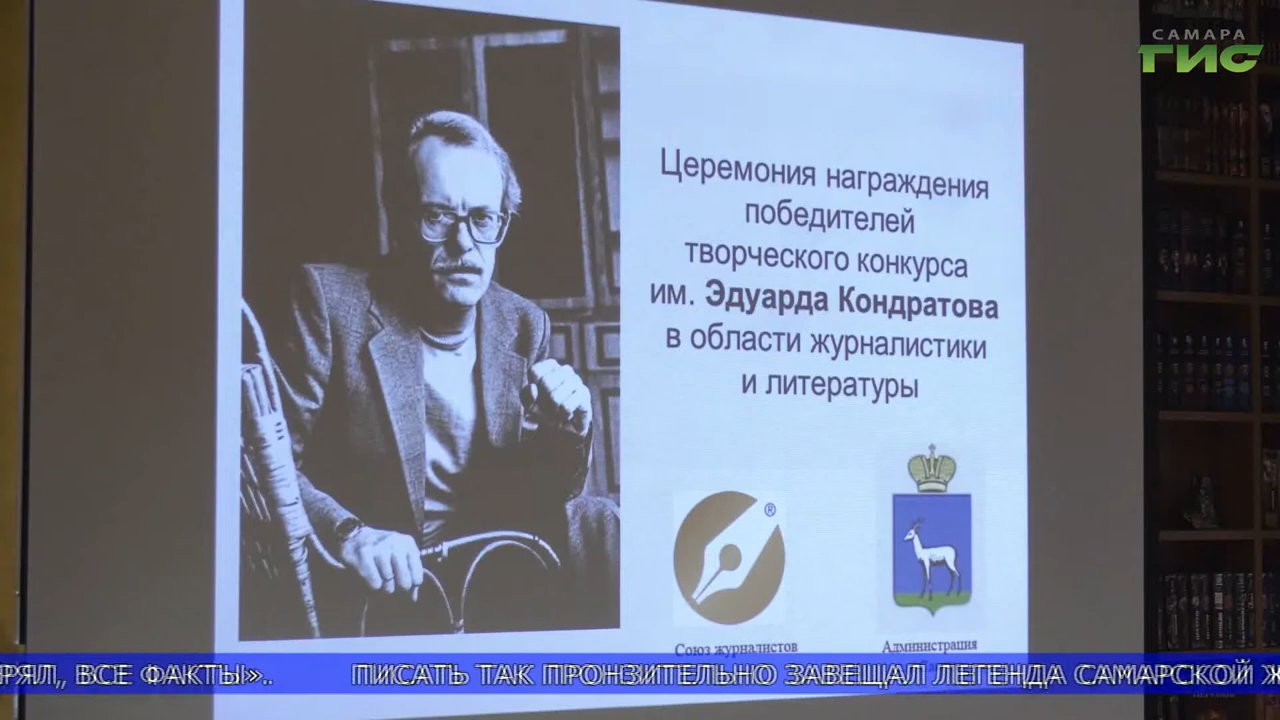 САМАРА
ГИС
Церемония награждения
победителей
творческого конкурса
им. Эдуарда Кондратова
в области журналистики
и литературы
®
Союз журналистов
Администрация
РЯЛ,, ВСЕ ФАКТЫ».. ПИСАТЬ ТАК ПРОНЗИТЕЛЬНО ЗАВЕЩАЛ ЛЕГЕНДА САМАРСКОЙ Ж